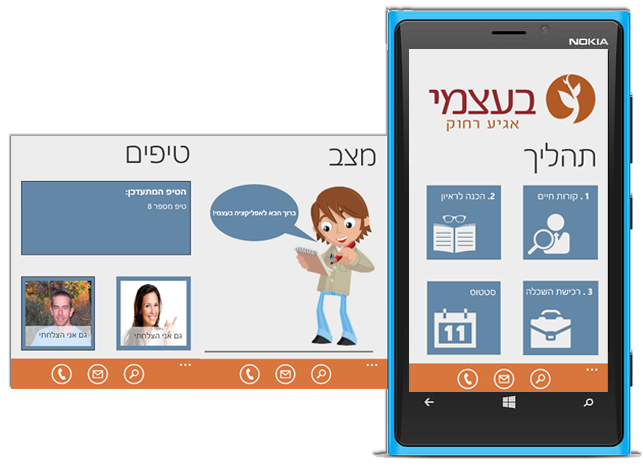 NOKIA
בעצמי
אגיע רחוק
תהליך
1 . קורות חיים
2. הכנה לראיון
3 . רכישת השכלה
סטטוס
11
מצב
ברוך הבא לאפליקציה בעצמי!
טיפים
הטיפ המתעדכן:
טיפ מספר 8
גם אני הצלחתי
גם אני הצלחתי